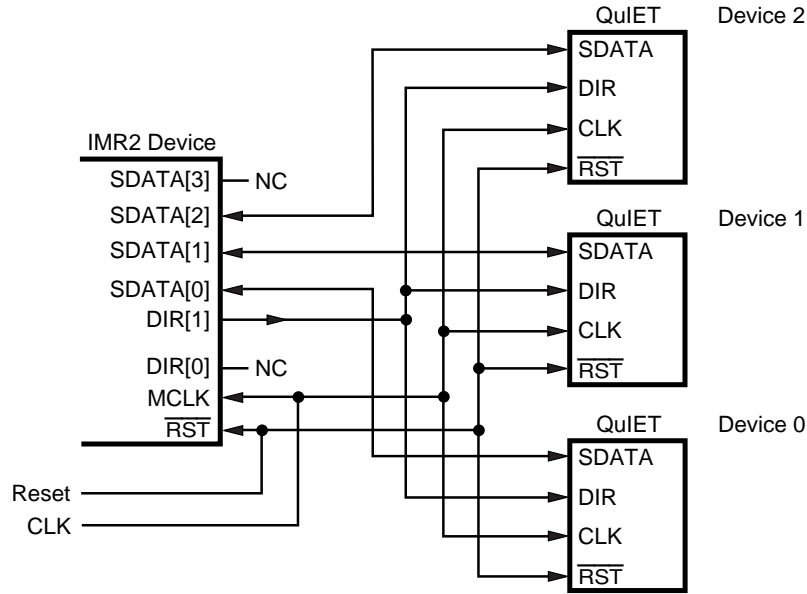 QuIET Device 2
SDATA
DIR
CLK
RST
IMR2 Device
SDATA[3] NC
SDATA[2]
SDATA[1]
SDATA[0]
DIR[1]
DIR[0] NC
MCLK
RST
Reset
CLK
QuIET Device 1
SDATA
DIR
CLK
RST
QuIET Device 0
SDATA
DIR
CLK
RST